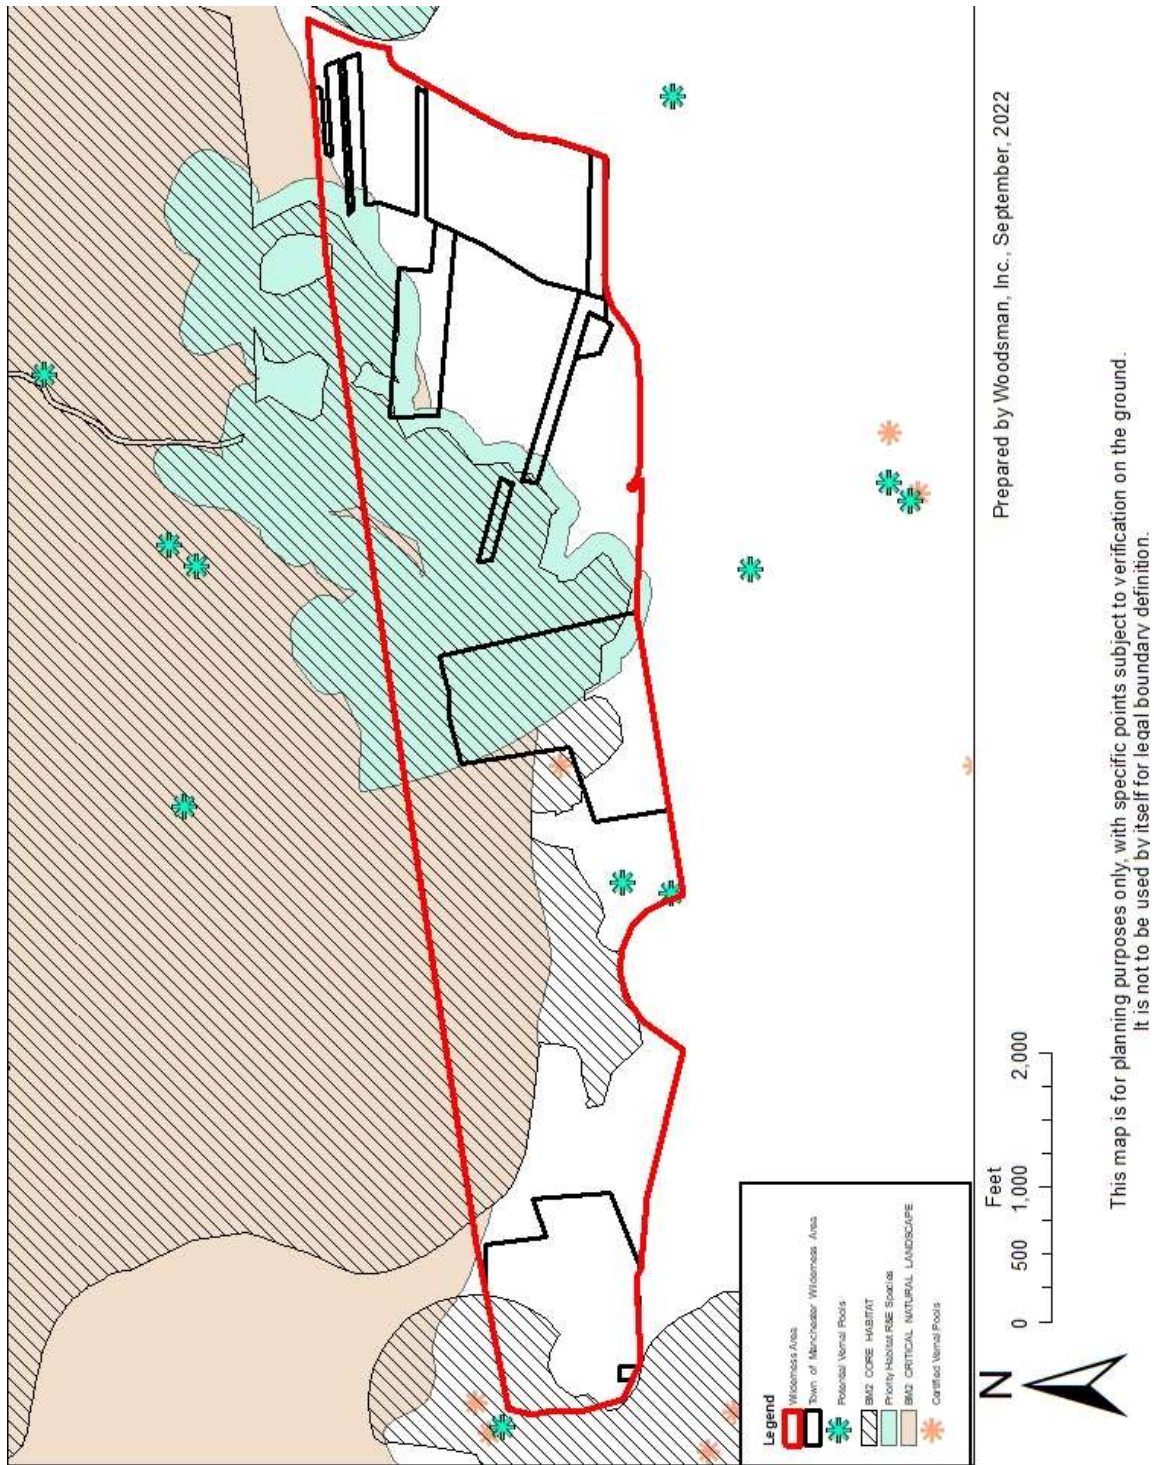 Legend
Wilderness Area
Town of Manchester Wilderness Area
Potential Vernal Pools
BM2 CORE HABITAT
Priority Habitat R&E Species
BM2 CRITICAL NATURAL LANDSCAPE
Certified Vernal Pools
N
Feet
0 500 1,000 2,000
Prepared by Woodsman, Inc., September, 2022
This map is for planning purposes only, with specific points subject to verification on the ground.
It is not to be used by itself for legal boundary definition.